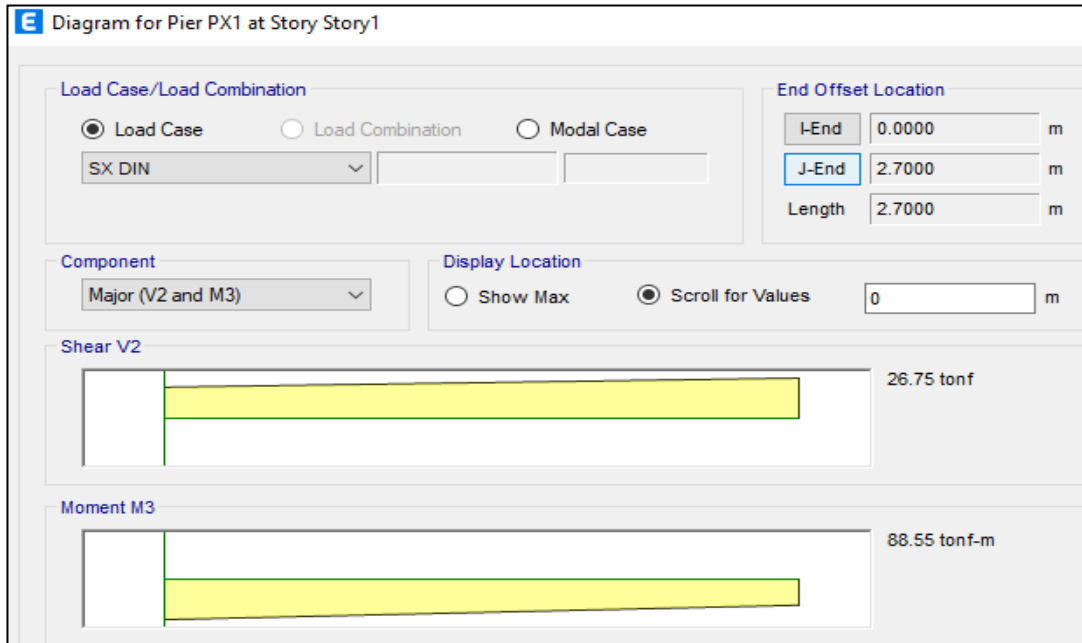 E Diagram for Pier PX1 at Story Story1
Load Case/Load Combination
Load Case Load Combination Modal Case
SX DIN
End Offset Location
I-End 0.0000 m
J-End 2.7000 m
Length 2.7000 m
Component
Major (V2 and M3)
Display Location
Show Max Scroll for Values 0 m
Shear V2
26.75 tonf
Moment M3
88.55 tonf-m